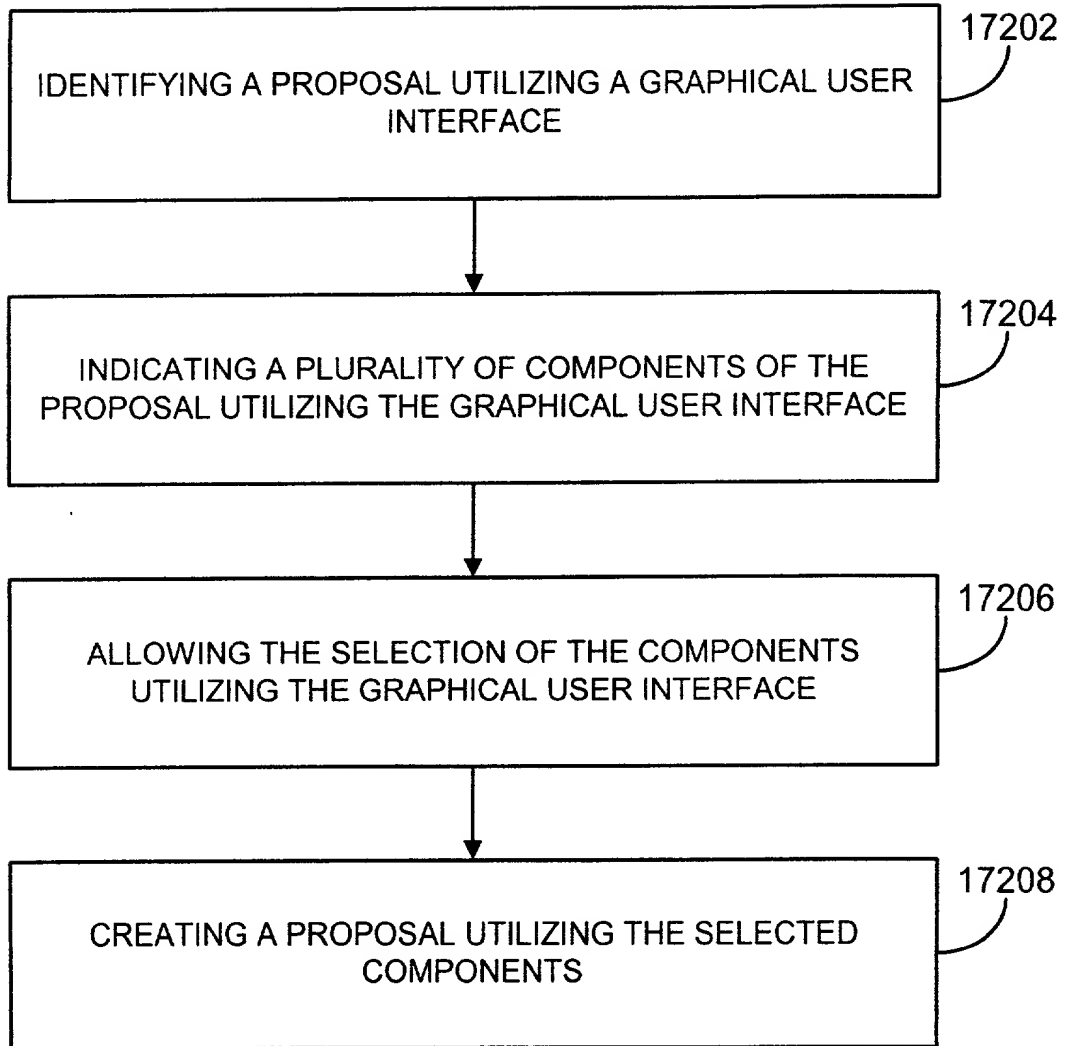 17202
IDENTIFYING A PROPOSAL UTILIZING A GRAPHICAL USER
INTERFACE
17204
INDICATING A PLURALITY OF COMPONENTS OF THE
PROPOSAL UTILIZING THE GRAPHICAL USER INTERFACE
17206
ALLOWING THE SELECTION OF THE COMPONENTS
UTILIZING THE GRAPHICAL USER INTERFACE
17208
CREATING A PROPOSAL UTILIZING THE SELECTED
COMPONENTS